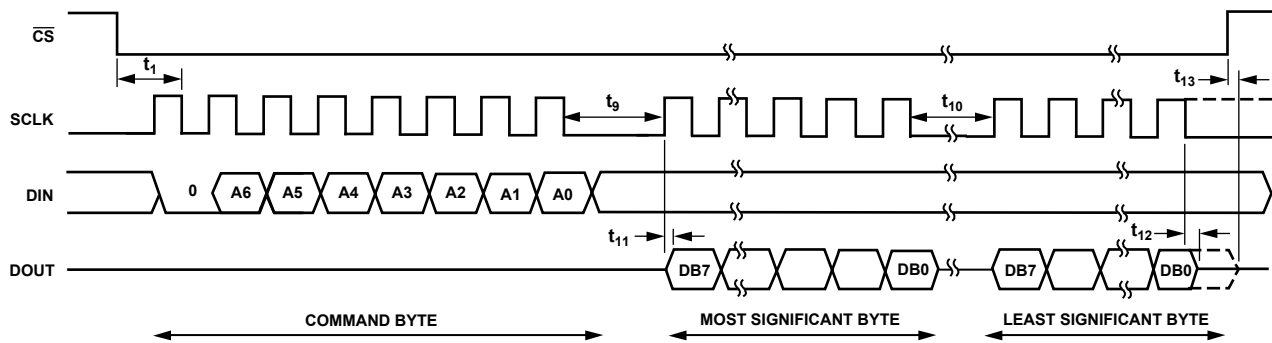 CS
t1
t13
SCLK
t9
t10
DIN
0 A6 A5 A4 A3 A2 A1 A0
t11
t12
DOUT
DB7 DB0 DB7 DB0
COMMAND BYTE MOST SIGNIFICANT BYTE LEAST SIGNIFICANT BYTE